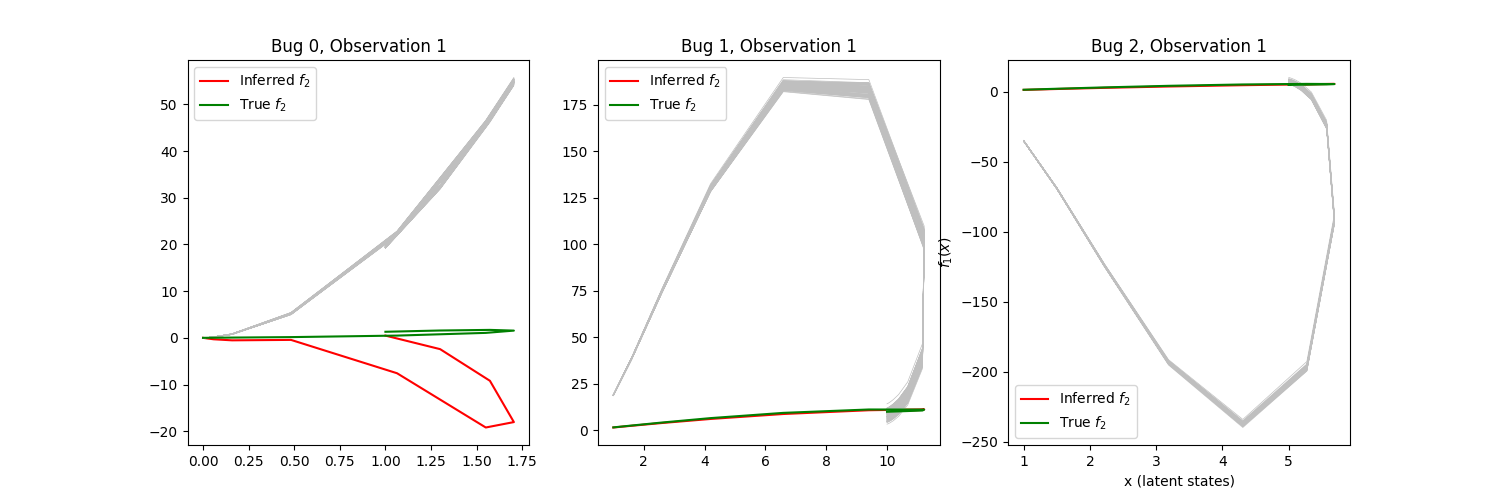 Bug 0, Observation 1
Inferred f₂
True f₂
50
40
30
20
10
0
−10
−20
0.00 0.25 0.50 0.75 1.00 1.25 1.50 1.75
Bug 1, Observation 1
Inferred f₂
True f₂
175
150
125
100
75
50
25
0
2 4 6 8 10
Bug 2, Observation 1
f₁(x)
0
−50
−100
−150
−200
−250
Inferred f₂
True f₂
1 2 3 4 5
x (latent states)